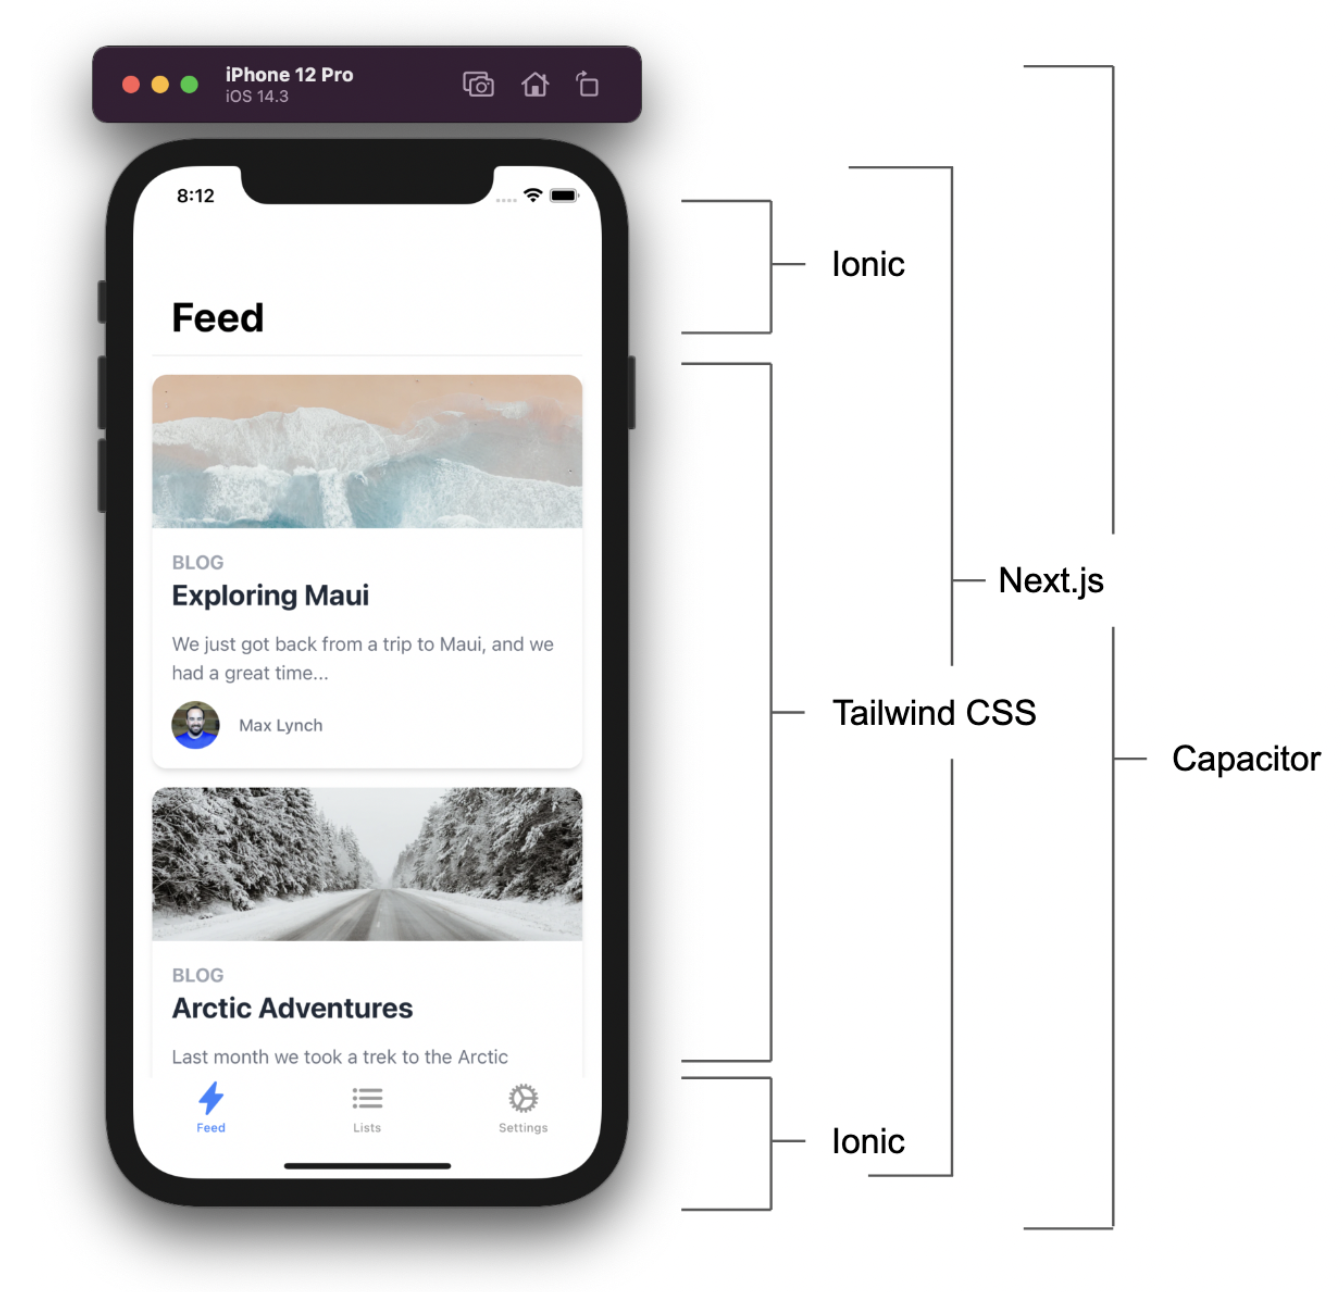 iPhone 12 Pro
iOS 14.3
8:12
Feed
BLOG
Exploring Maui
We just got back from a trip to Maui, and we
had a great time...
Max Lynch
BLOG
Arctic Adventures
Last month we took a trek to the Arctic
Feed
Lists
Settings
Ionic
Next.js
Tailwind CSS
Capacitor
Ionic